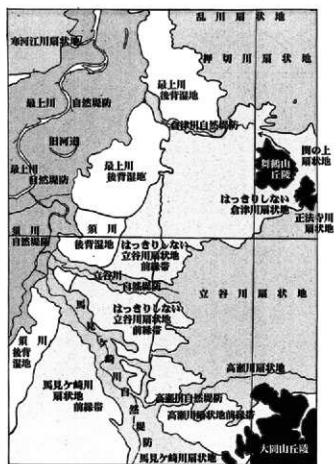 乱川扇状地
寒河江川扇状地
押切川扇状地
最上川
後背湿地
最上川
自然堤防
倉津川自然堤防
旧河道
舞鶴山
丘陵
最上川
後背湿地
最上川
自然堤防
はっきりしない
倉津川扇状地
正法寺川
扇状地
須川
自然堤防
須川
後背湿地
はっきりしない
立谷川扇状地
前縁帯
立谷川
自然堤防
立谷川扇状地
はっきりしない
立谷川扇状地
前縁帯
須川
後背
湿地
馬見ケ崎川自然堤防
馬見ケ崎川
扇状地
前縁帯
高瀬川扇状地
高瀬川自然堤防
高瀬川扇状地前縁帯
大岡山丘陵
馬見ケ崎川扇状地